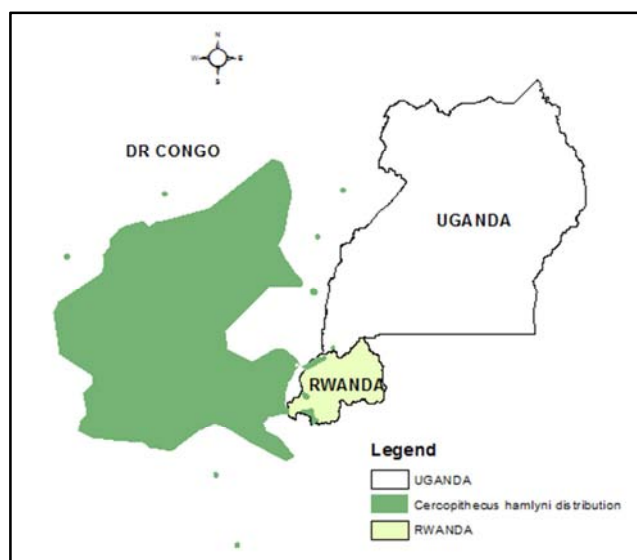 N
W E
S
DR CONGO
UGANDA
RWANDA
Legend
UGANDA
Cercopithecus hamlyni distribution
RWANDA